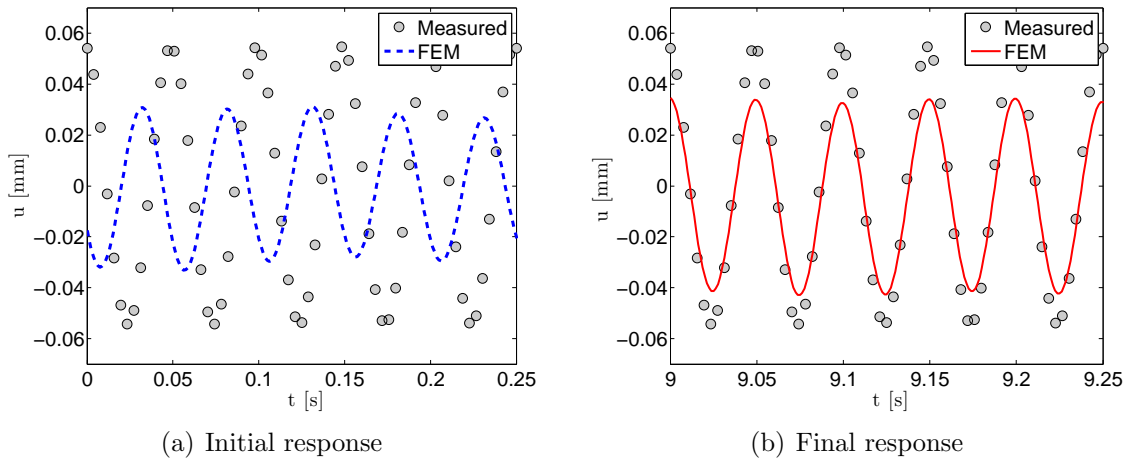 Measured
FEM
0.06
0.04
0.02
0
−0.02
−0.04
−0.06
u [mm]
0
0.05
0.1
0.15
0.2
0.25
t [s]
(a) Initial response
Measured
FEM
0.06
0.04
0.02
0
−0.02
−0.04
−0.06
u [mm]
9
9.05
9.1
9.15
9.2
9.25
t [s]
(b) Final response